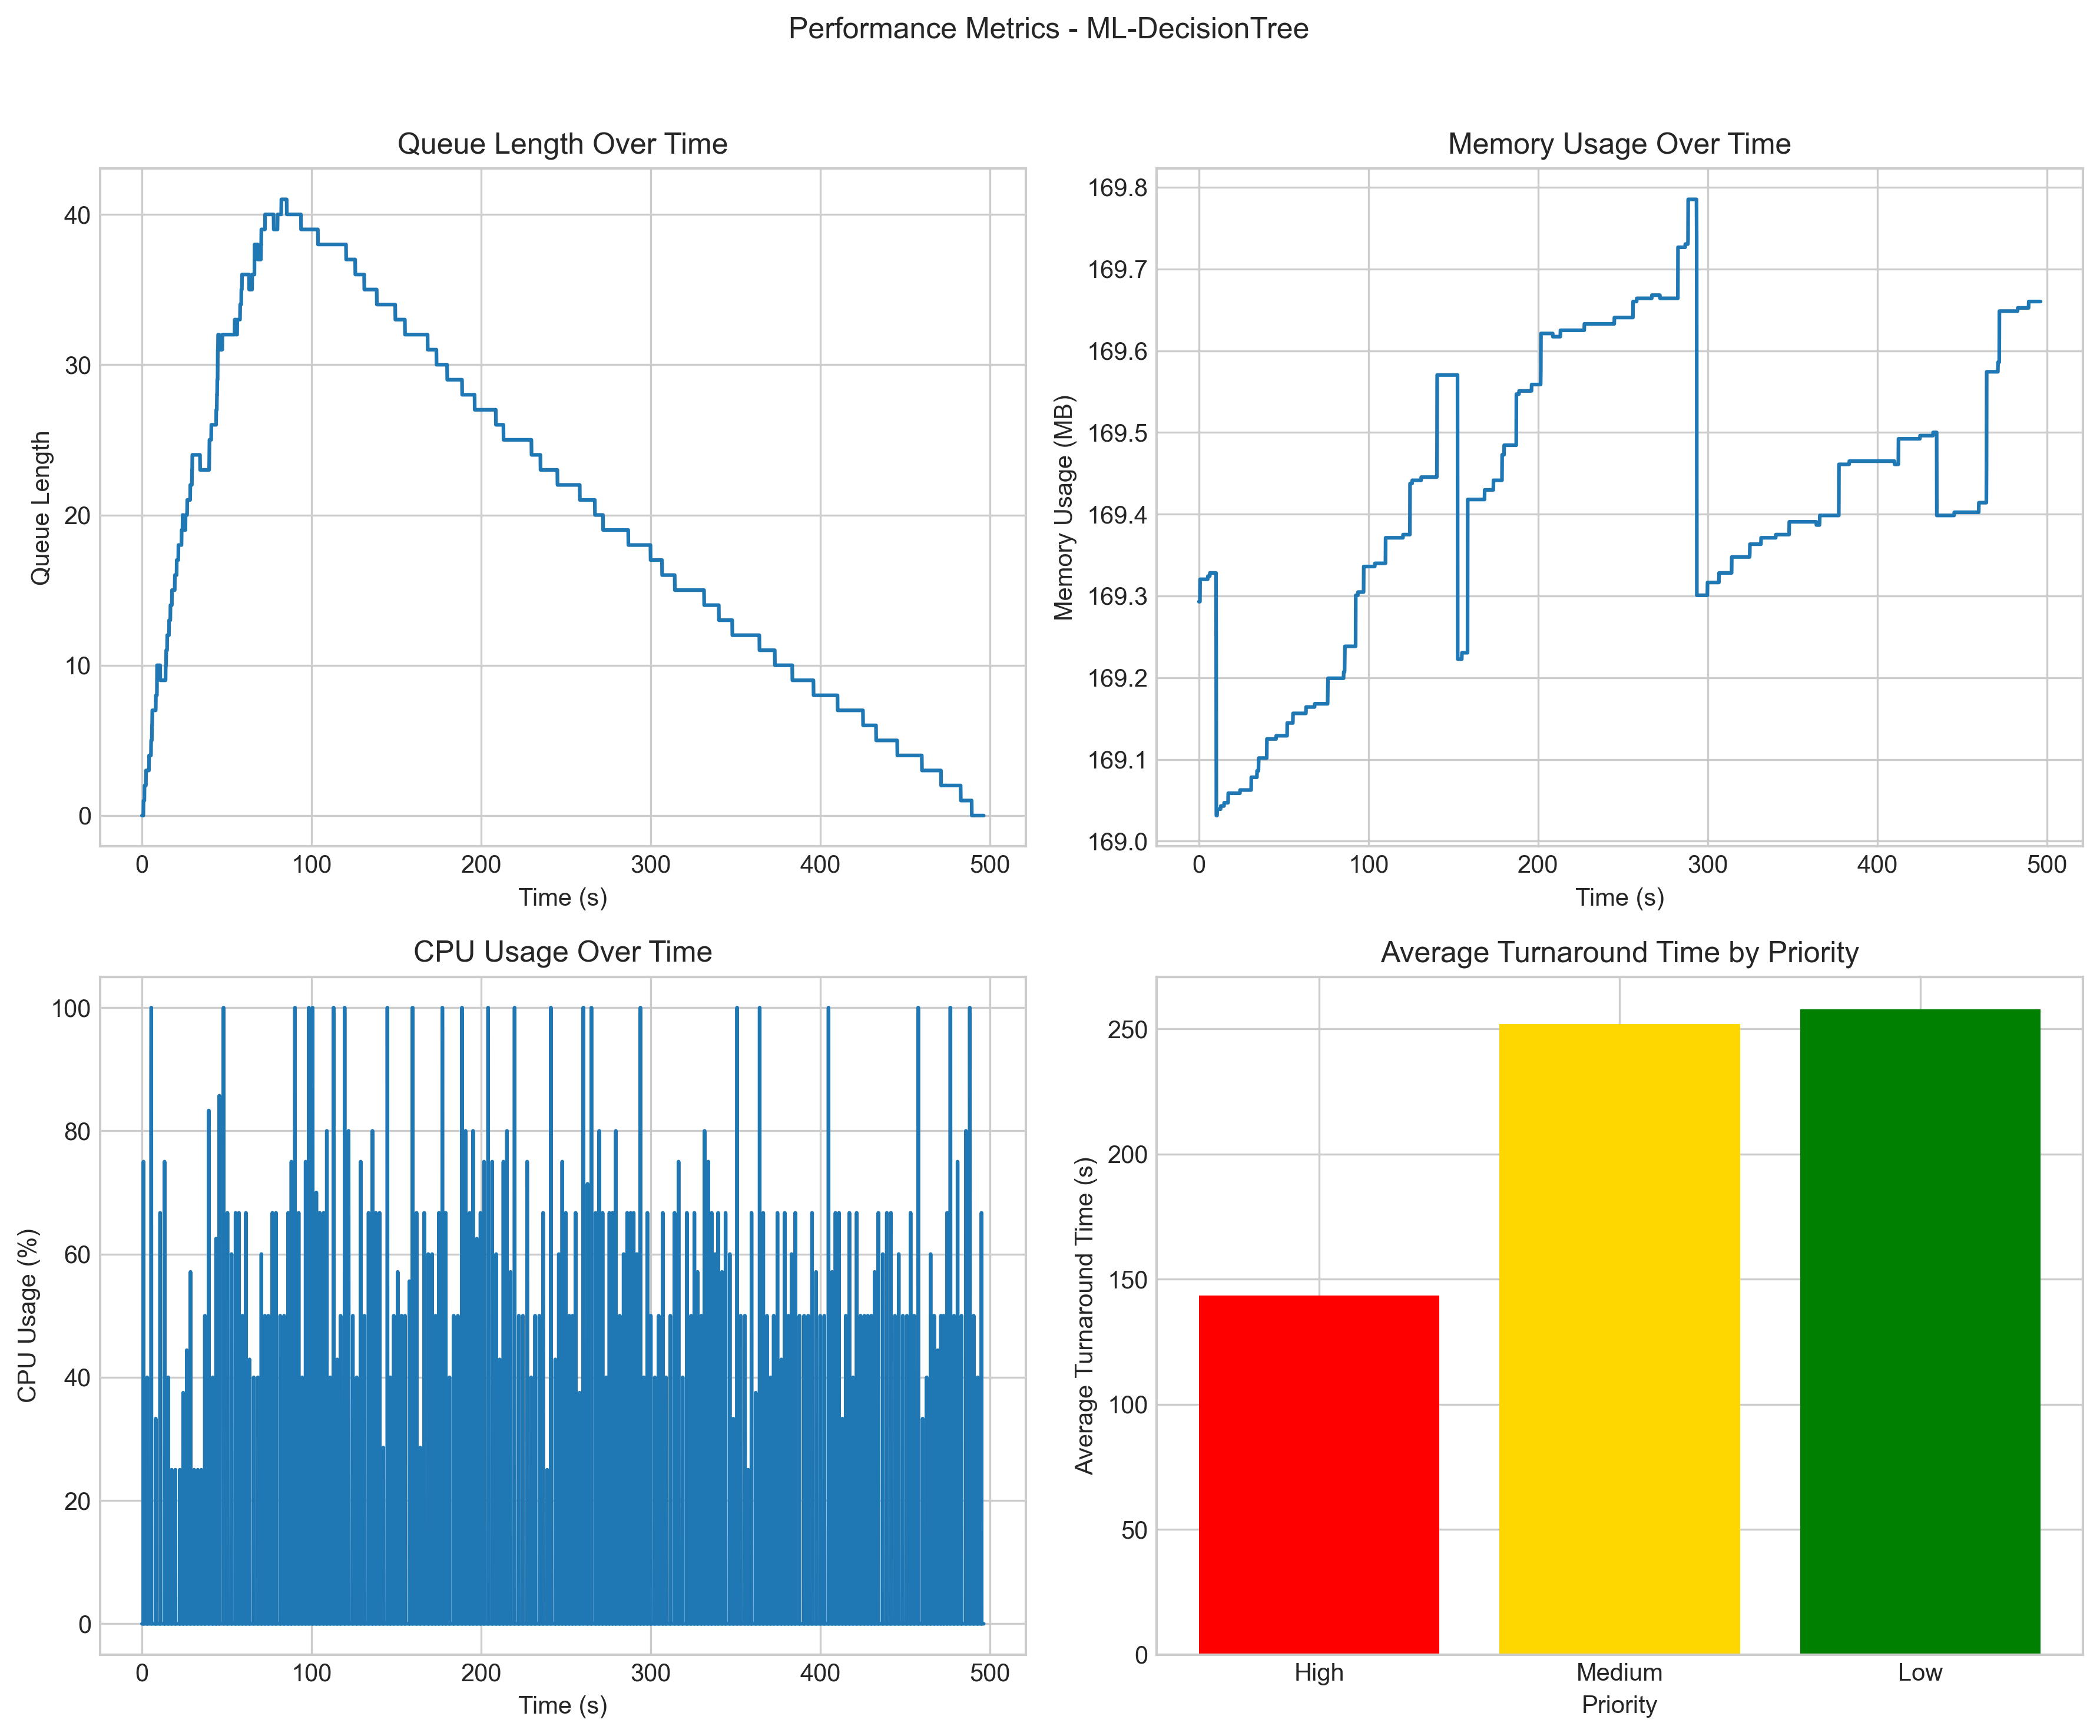 Performance Metrics - ML-DecisionTree
Queue Length Over Time
Queue Length
40
30
20
10
0
0 100 200 300 400 500
Time (s)
Memory Usage Over Time
Memory Usage (MB)
169.8
169.7
169.6
169.5
169.4
169.3
169.2
169.1
169.0
0 100 200 300 400 500
Time (s)
CPU Usage Over Time
CPU Usage (%)
100
80
60
40
20
0
0 100 200 300 400 500
Time (s)
Average Turnaround Time by Priority
Average Turnaround Time (s)
250
200
150
100
50
0
High Medium Low
Priority